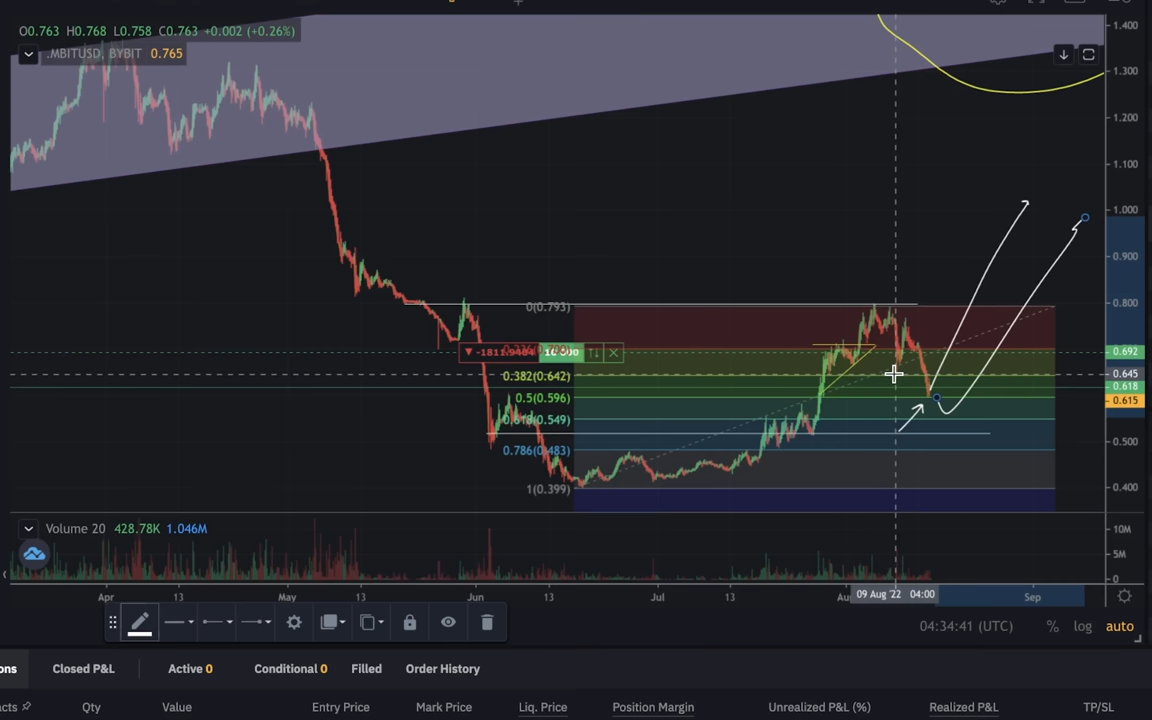 O0.763 H0.768 L0.758 C0.763 +0.002 (+0.26%)
.MBITUSD, BYBIT 0.765
1.400
1.300
1.200
1.100
1.000
0.900
0.800
0.692
0.645
0.618
0.615
0.500
0.400
0(0.793)
0.382(0.642)
0.5(0.596)
0.618(0.549)
0.786(0.483)
1(0.399)
Volume 20 428.78K 1.046M
10M
5M
0
Apr 13 May 13 Jun 13 Jul 13 09 Aug '22 04:00 Sep
04:34:41 (UTC) % log auto
Closed P&L Active 0 Conditional 0 Filled Order History
Qty Value Entry Price Mark Price Liq. Price Position Margin Unrealized P&L (%) Realized P&L TP/SL